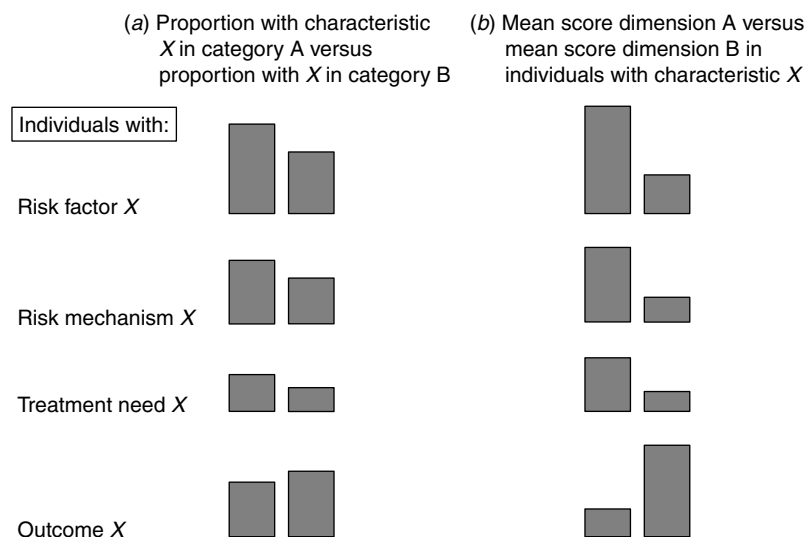 (a) Proportion with characteristic
X in category A versus
proportion with X in category B
(b) Mean score dimension A versus
mean score dimension B in
individuals with characteristic X
Individuals with:
Risk factor X
Risk mechanism X
Treatment need X
Outcome X